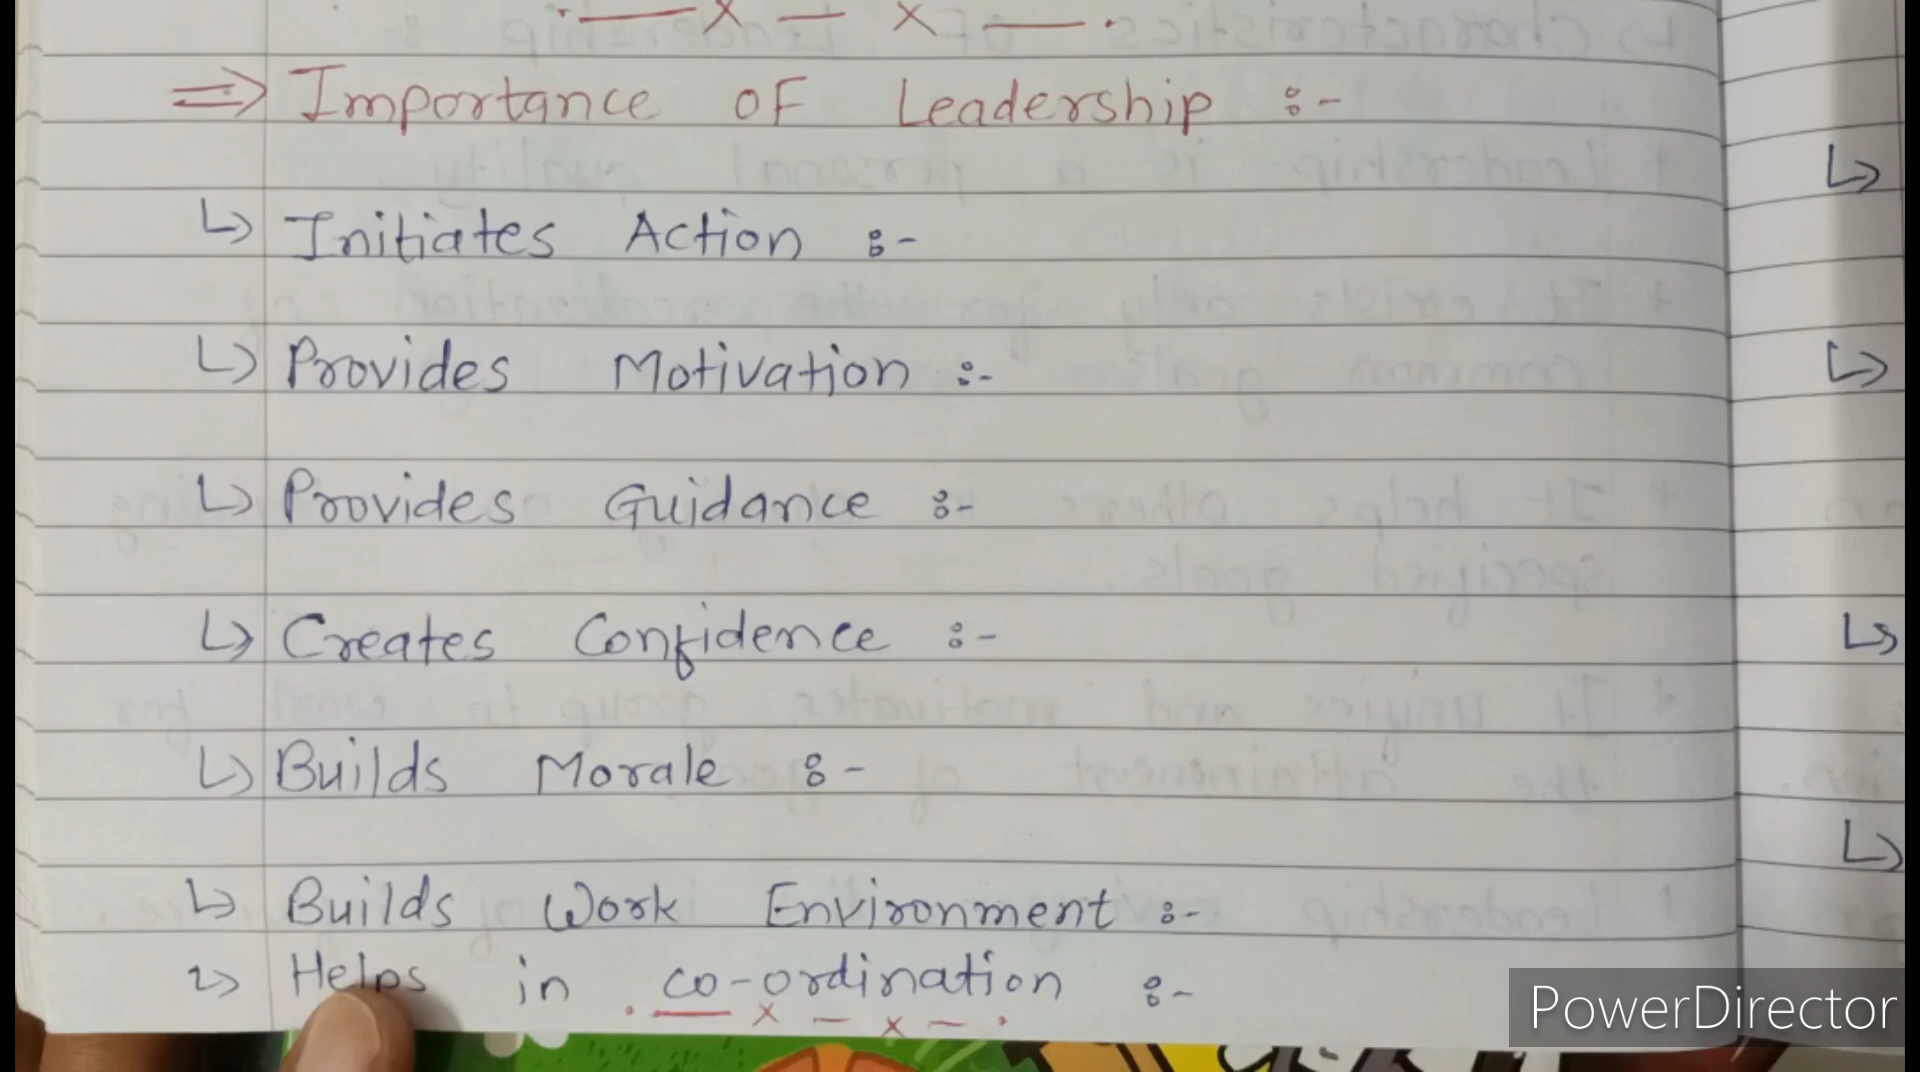 ⇒ Importance OF Leadership :-
↳ Initiates Action :-
↳ Provides Motivation :-
↳ Provides Guidance :-
↳ Creates Confidence :-
↳ Builds Morale :-
↳ Builds Work Environment :-
↳ Helps in co-ordination :-
PowerDirector